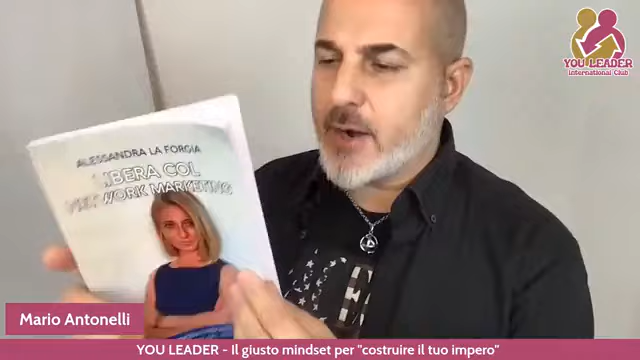 YOU LEADER
International Club
ALESSANDRA LA FORGIA
LIBERA COL
NETWORK MARKETING
Mario Antonelli
YOU LEADER - Il giusto mindset per "costruire il tuo impero"